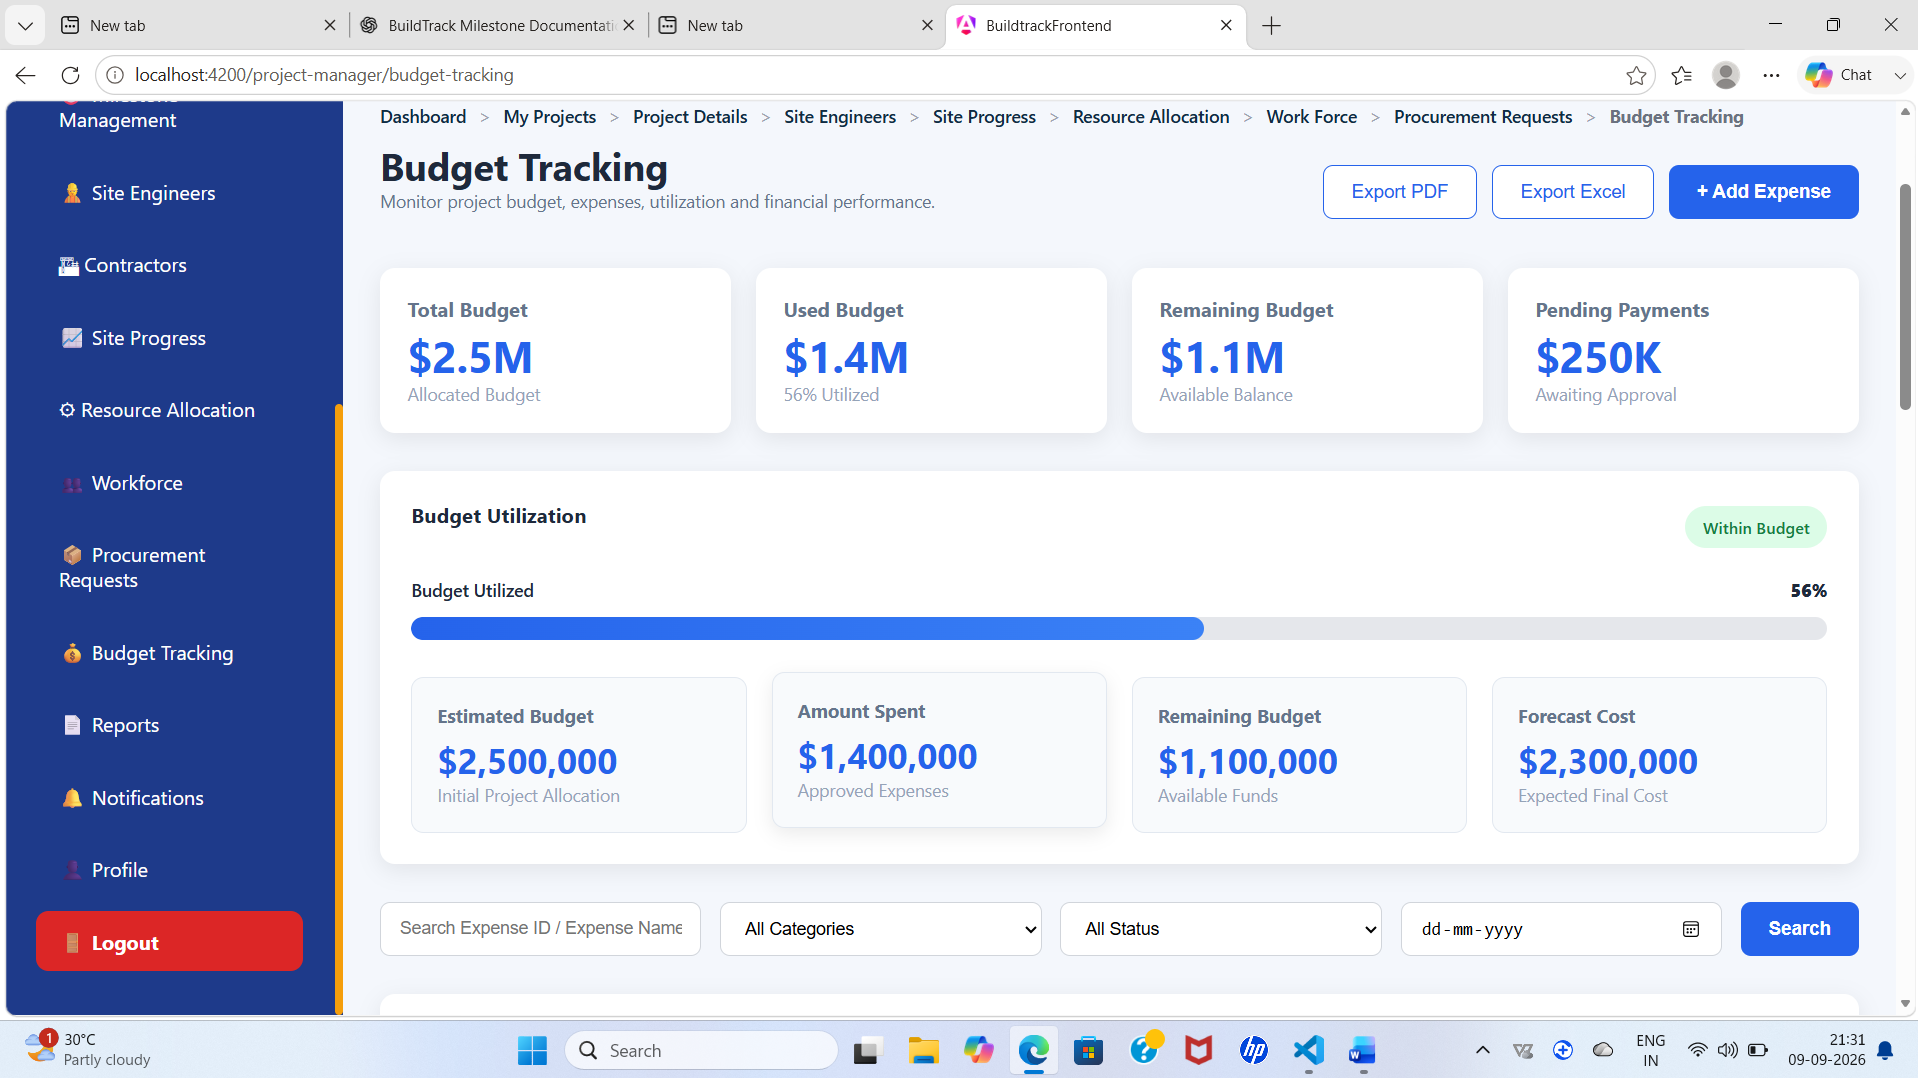 New tab
BuildTrack Milestone Documentati
New tab
BuildtrackFrontend
localhost:4200/project-manager/budget-tracking
Chat
Management
Site Engineers
Contractors
Site Progress
Resource Allocation
Workforce
Procurement
Requests
Budget Tracking
Reports
Notifications
Profile
Logout
Dashboard > My Projects > Project Details > Site Engineers > Site Progress > Resource Allocation > Work Force > Procurement Requests > Budget Tracking
Budget Tracking
Monitor project budget, expenses, utilization and financial performance.
Export PDF
Export Excel
+ Add Expense
Total Budget
$2.5M
Allocated Budget
Used Budget
$1.4M
56% Utilized
Remaining Budget
$1.1M
Available Balance
Pending Payments
$250K
Awaiting Approval
Budget Utilization
Within Budget
Budget Utilized
56%
Estimated Budget
$2,500,000
Initial Project Allocation
Amount Spent
$1,400,000
Approved Expenses
Remaining Budget
$1,100,000
Available Funds
Forecast Cost
$2,300,000
Expected Final Cost
Search Expense ID / Expense Name
All Categories
All Status
dd-mm-yyyy
Search
1
30°C
Partly cloudy
Search
ENG
IN
21:31
09-09-2026